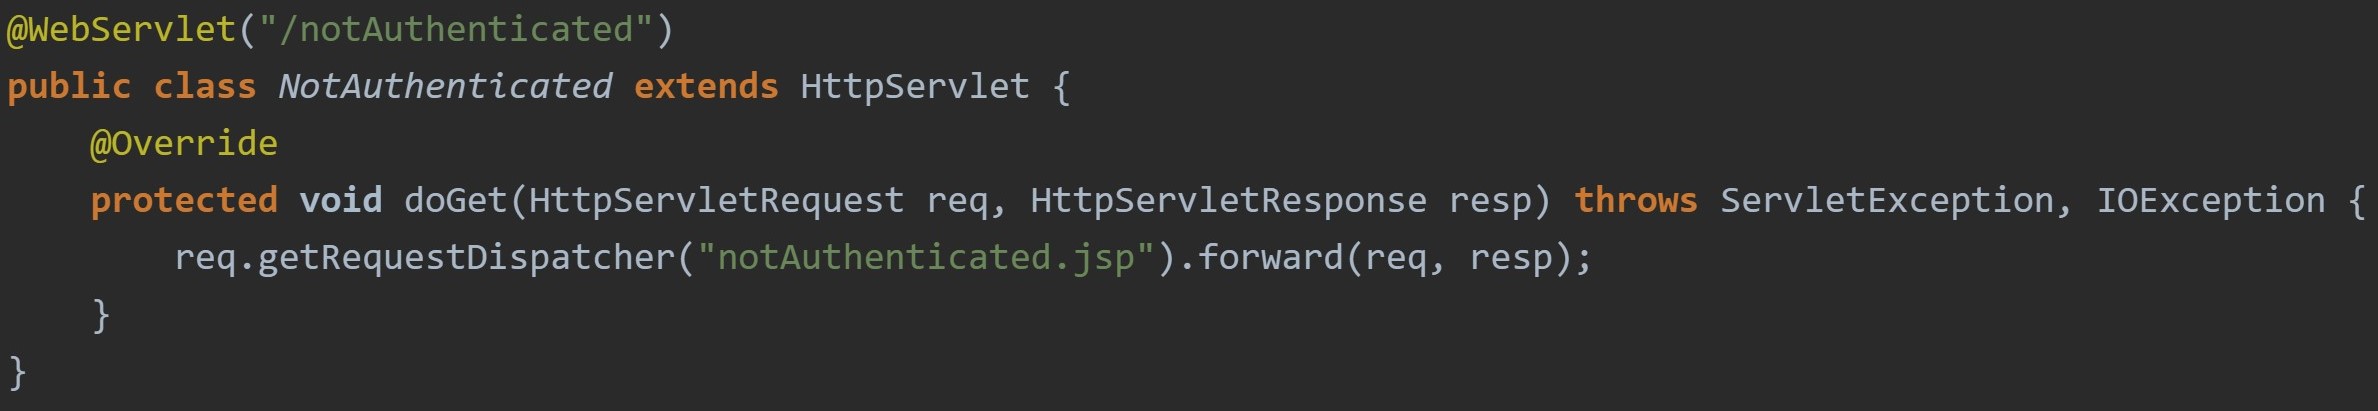 @WebServlet("/notAuthenticated")
public class NotAuthenticated extends HttpServlet {
    @Override
    protected void doGet(HttpServletRequest req, HttpServletResponse resp) throws ServletException, IOException {
        req.getRequestDispatcher("notAuthenticated.jsp").forward(req, resp);
    }
}